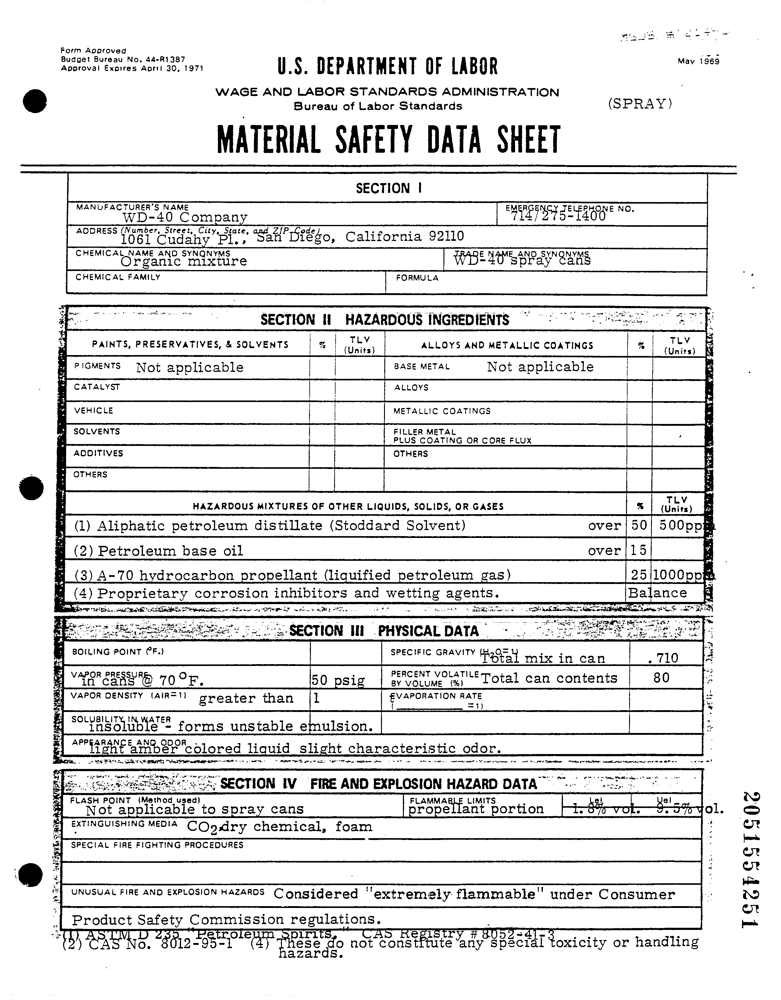 Form Approved
Budget Bureau No. 44-R1387
Approval Expires April 30, 1971
U.S. DEPARTMENT OF LABOR
May 1969
WAGE AND LABOR STANDARDS ADMINISTRATION
Bureau of Labor Standards
(SPRAY)
MATERIAL SAFETY DATA SHEET
SECTION I
MANUFACTURER'S NAME EMERGENCY TELEPHONE NO.
WD-40 Company 714/275-1400
ADDRESS (Number, Street, City, State, and ZIP Code)
1061 Cudahy Pl., San Diego, California 92110
CHEMICAL NAME AND SYNONYMS TRADE NAME AND SYNONYMS
Organic mixture WD-40 spray cans
CHEMICAL FAMILY FORMULA
SECTION II HAZARDOUS INGREDIENTS
PAINTS, PRESERVATIVES, & SOLVENTS % TLV (Units) ALLOYS AND METALLIC COATINGS % TLV (Units)
PIGMENTS Not applicable BASE METAL Not applicable
CATALYST ALLOYS
VEHICLE METALLIC COATINGS
SOLVENTS FILLER METAL PLUS COATING OR CORE FLUX
ADDITIVES OTHERS
OTHERS
HAZARDOUS MIXTURES OF OTHER LIQUIDS, SOLIDS, OR GASES % TLV (Units)
(1) Aliphatic petroleum distillate (Stoddard Solvent) over 50 500ppm
(2) Petroleum base oil over 15
(3) A-70 hydrocarbon propellant (liquified petroleum gas) 25 1000ppm
(4) Proprietary corrosion inhibitors and wetting agents. Balance
SECTION III PHYSICAL DATA
BOILING POINT (°F.) SPECIFIC GRAVITY (H2O=1) Total mix in can .710
VAPOR PRESSURE in cans @ 70°F. 50 psig PERCENT VOLATILE BY VOLUME (%) Total can contents 80
VAPOR DENSITY (AIR=1) greater than 1 EVAPORATION RATE (=1)
SOLUBILITY IN WATER
insoluble - forms unstable emulsion.
APPEARANCE AND ODOR
light amber colored liquid slight characteristic odor.
SECTION IV FIRE AND EXPLOSION HAZARD DATA
FLASH POINT (Method used) FLAMMABLE LIMITS Lel Uel
Not applicable to spray cans propellant portion 1.8% vol. 9.5% vol.
EXTINGUISHING MEDIA CO2 dry chemical, foam
SPECIAL FIRE FIGHTING PROCEDURES
UNUSUAL FIRE AND EXPLOSION HAZARDS Considered "extremely flammable" under Consumer
Product Safety Commission regulations.
(1) ASTM D 235 "Petroleum Spirits." CAS Registry # 8052-41-3
(2) CAS No. 8012-95-1 (4) These do not constitute any special toxicity or handling
hazards.
2051554251